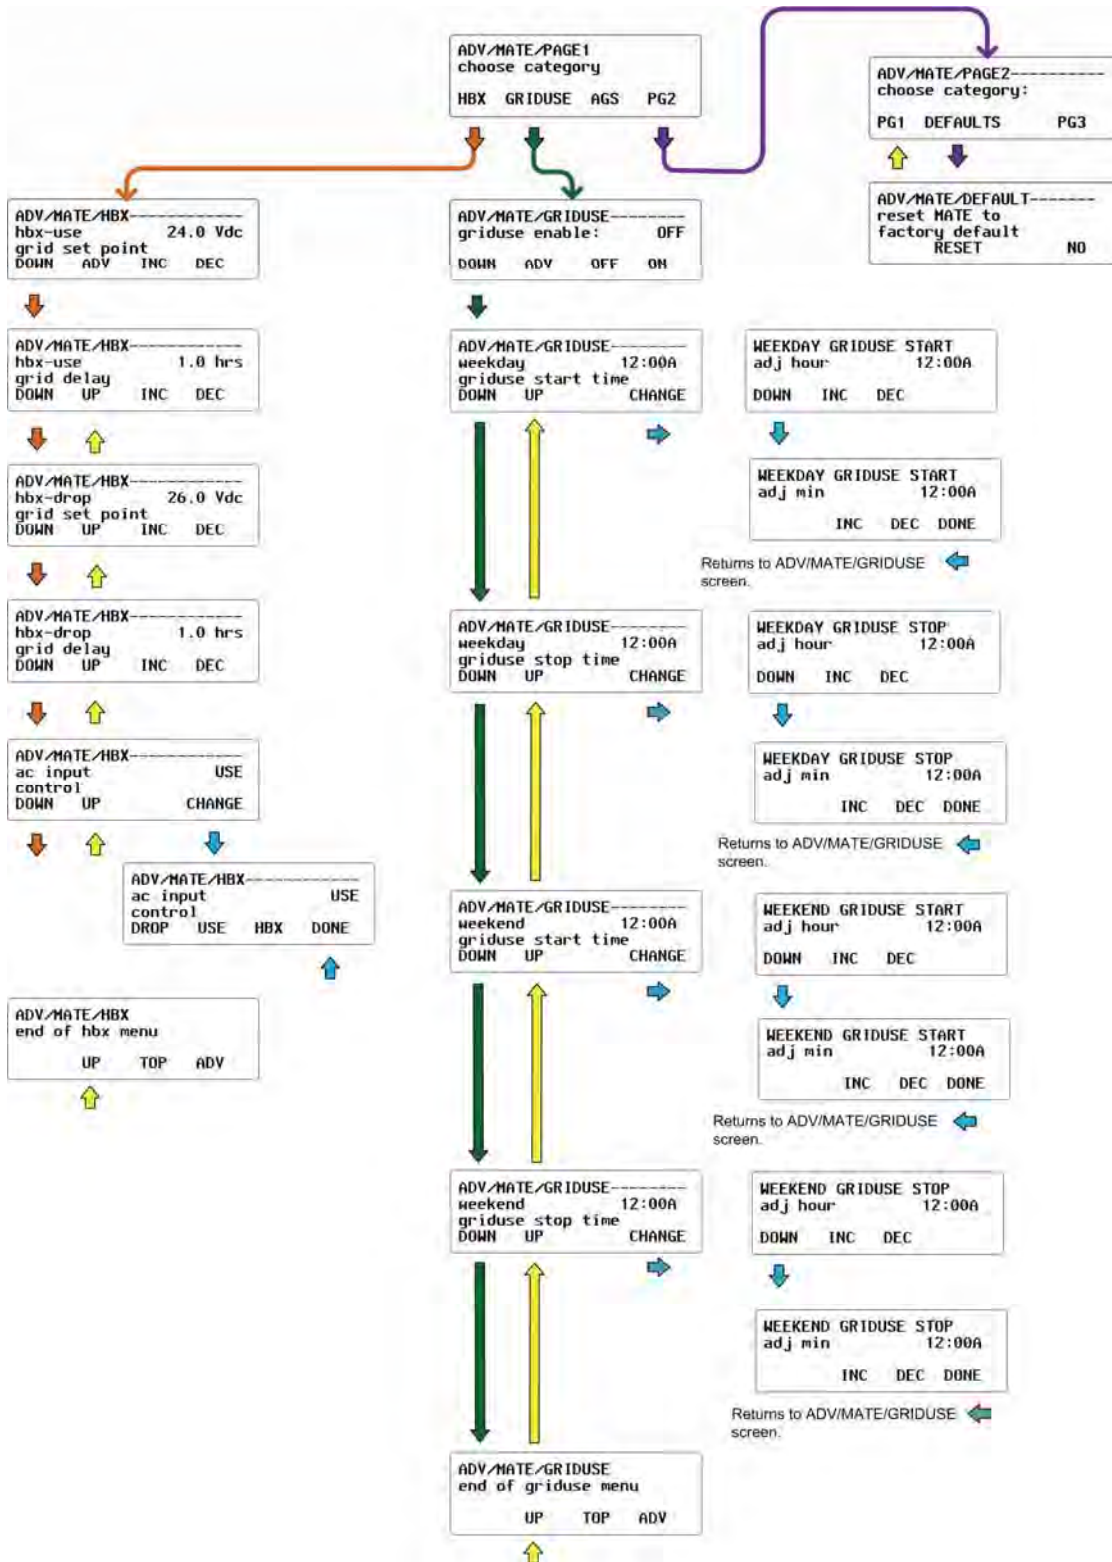 ADV/MATE/PAGE1
choose category
HBX GRIDUSE AGS PG2
ADV/MATE/PAGE2----------
choose category:
PG1 DEFAULTS PG3
ADV/MATE/DEFAULT-------
reset MATE to
factory default
RESET NO
ADV/MATE/HBX------------
hbx-use 24.0 Vdc
grid set point
DOWN ADV INC DEC
ADV/MATE/HBX------------
hbx-use 1.0 hrs
grid delay
DOWN UP INC DEC
ADV/MATE/HBX------------
hbx-drop 26.0 Vdc
grid set point
DOWN UP INC DEC
ADV/MATE/HBX------------
hbx-drop 1.0 hrs
grid delay
DOWN UP INC DEC
ADV/MATE/HBX------------
ac input USE
control
DOWN UP CHANGE
ADV/MATE/HBX------------
ac input USE
control
DROP USE HBX DONE
ADV/MATE/HBX
end of hbx menu
UP TOP ADV
ADV/MATE/GRIDUSE--------
griduse enable: OFF
DOWN ADV OFF ON
ADV/MATE/GRIDUSE--------
weekday 12:00A
griduse start time
DOWN UP CHANGE
WEEKDAY GRIDUSE START
adj hour 12:00A
DOWN INC DEC
WEEKDAY GRIDUSE START
adj min 12:00A
INC DEC DONE
Returns to ADV/MATE/GRIDUSE
screen.
ADV/MATE/GRIDUSE--------
weekday 12:00A
griduse stop time
DOWN UP CHANGE
WEEKDAY GRIDUSE STOP
adj hour 12:00A
DOWN INC DEC
WEEKDAY GRIDUSE STOP
adj min 12:00A
INC DEC DONE
Returns to ADV/MATE/GRIDUSE
screen.
ADV/MATE/GRIDUSE--------
weekend 12:00A
griduse start time
DOWN UP CHANGE
WEEKEND GRIDUSE START
adj hour 12:00A
DOWN INC DEC
WEEKEND GRIDUSE START
adj min 12:00A
INC DEC DONE
Returns to ADV/MATE/GRIDUSE
screen.
ADV/MATE/GRIDUSE--------
weekend 12:00A
griduse stop time
DOWN UP CHANGE
WEEKEND GRIDUSE STOP
adj hour 12:00A
DOWN INC DEC
WEEKEND GRIDUSE STOP
adj min 12:00A
INC DEC DONE
Returns to ADV/MATE/GRIDUSE
screen.
ADV/MATE/GRIDUSE
end of griduse menu
UP TOP ADV